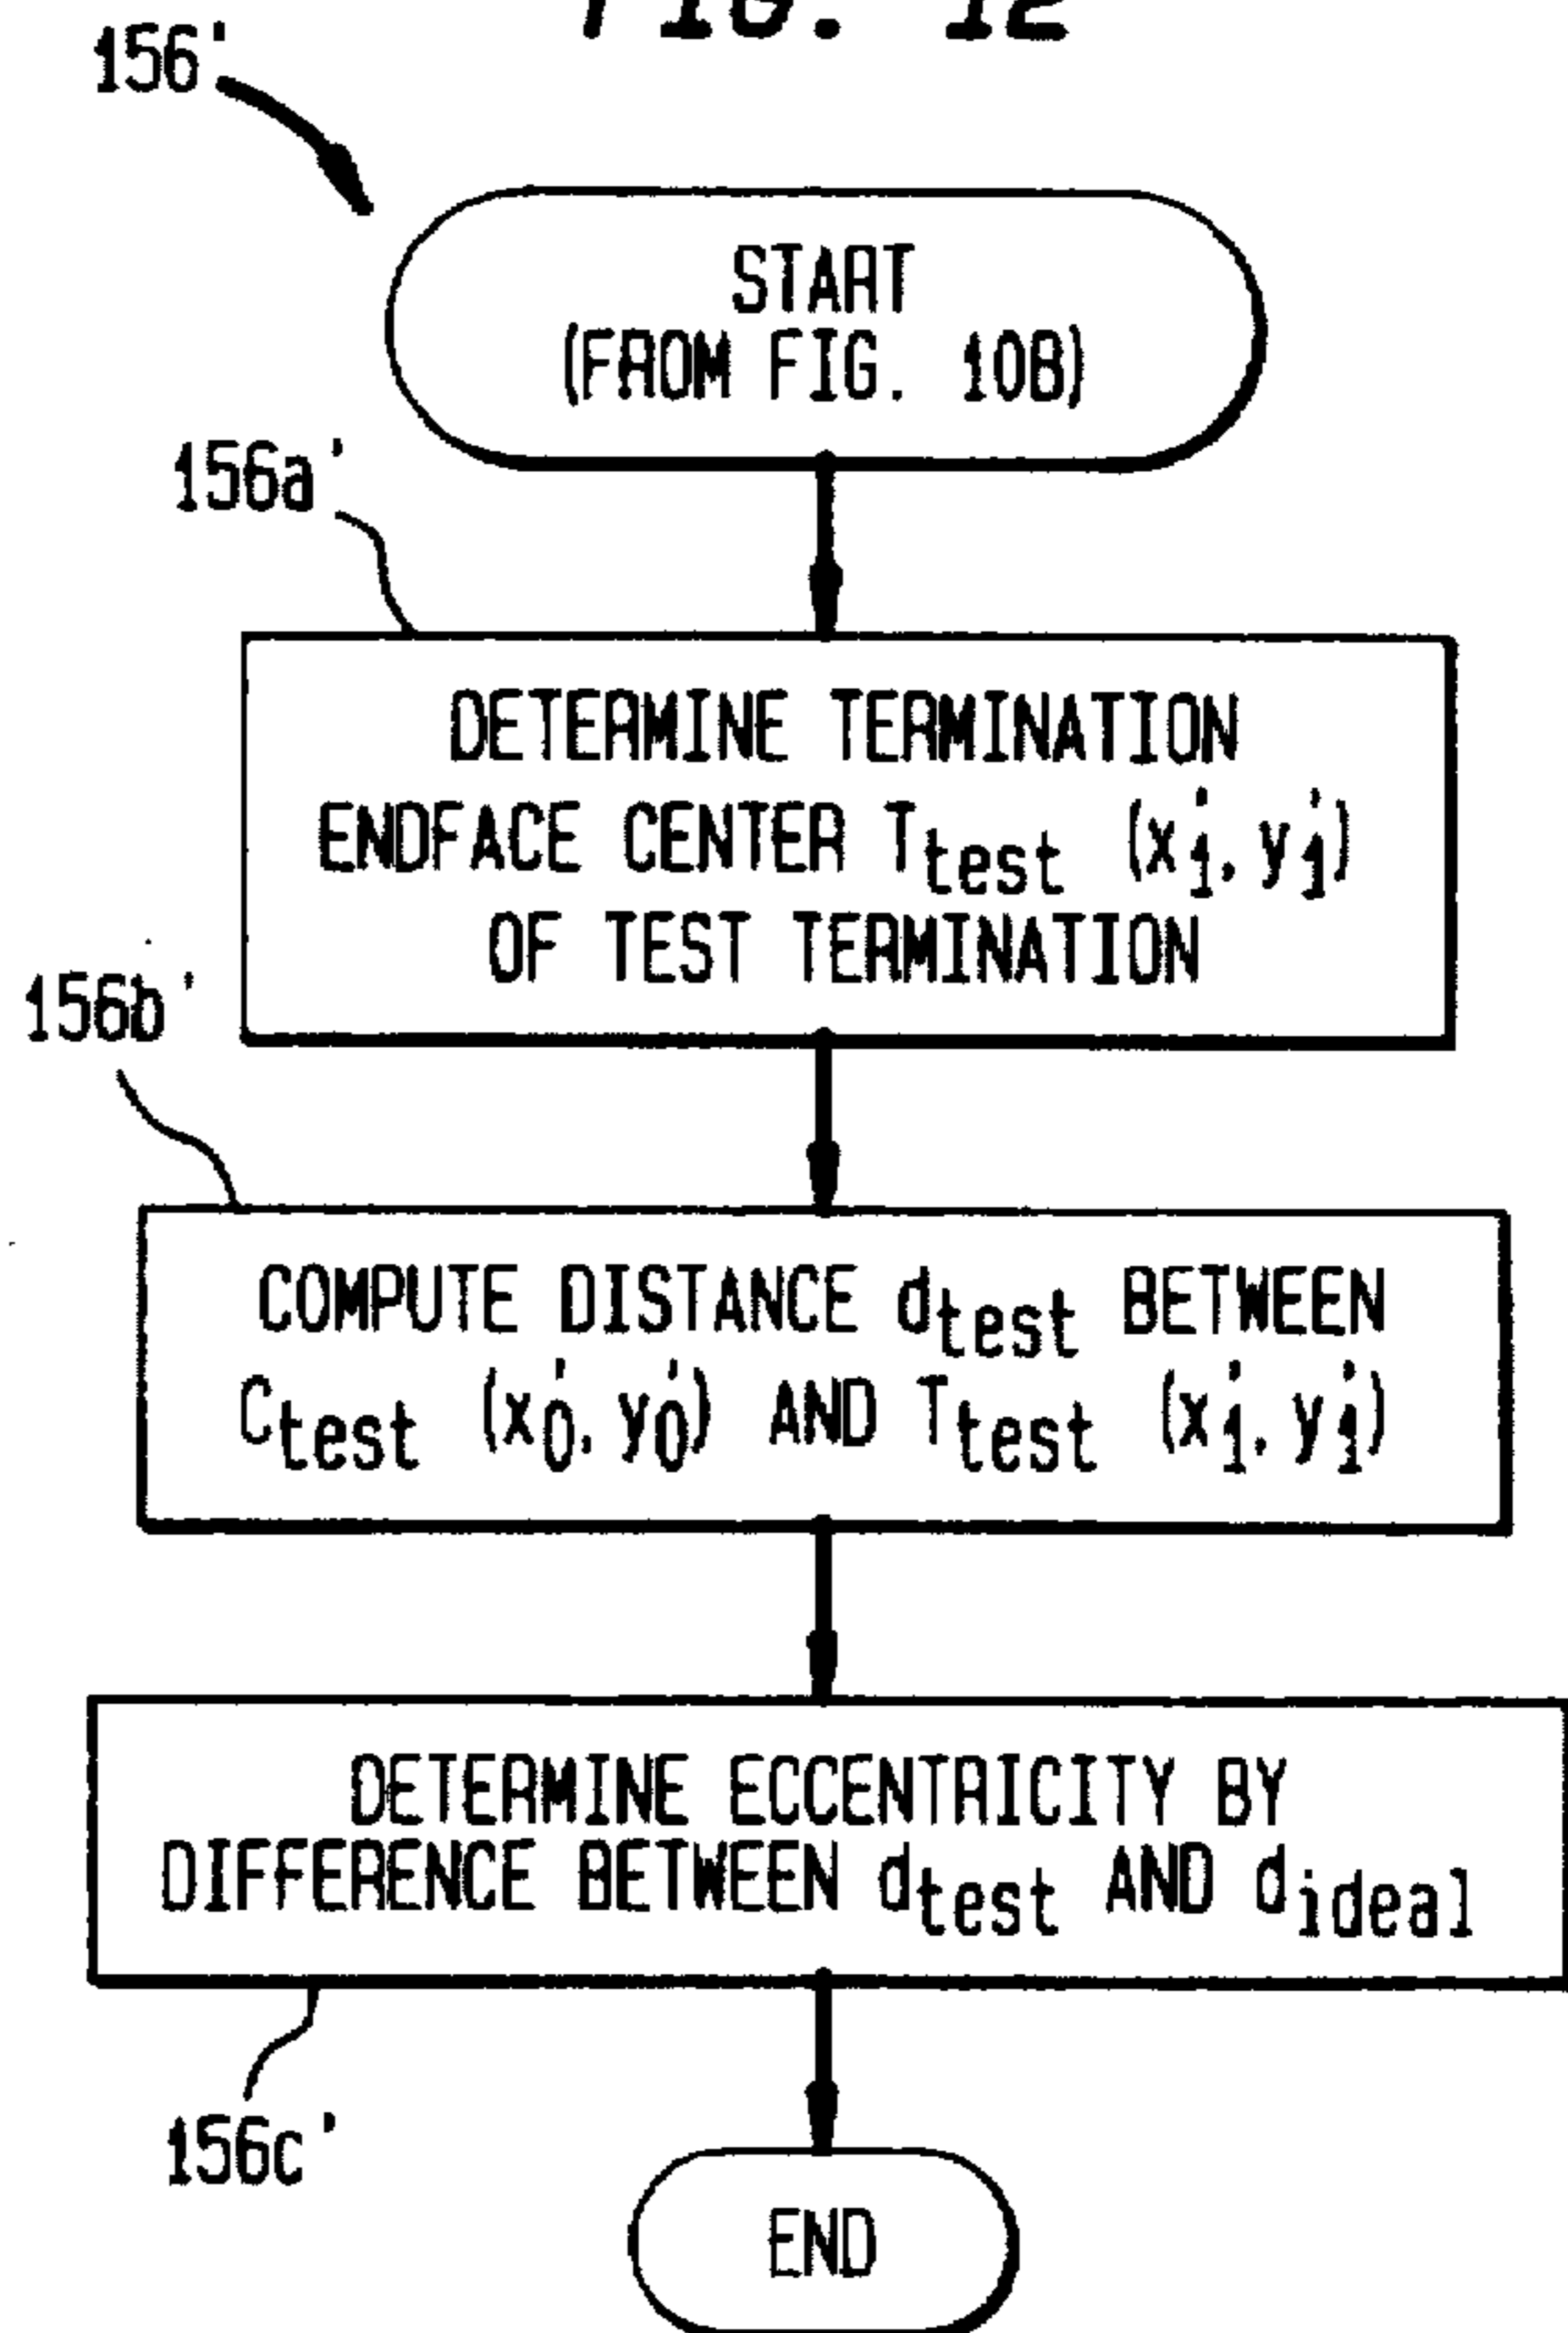 FIG. 12
156'
START
(FROM FIG. 10B)
156a'
DETERMINE TERMINATION
ENDFACE CENTER Ttest (x'1, y'1)
OF TEST TERMINATION
156b'
COMPUTE DISTANCE dtest BETWEEN
Ctest (x'0, y'0) AND Ttest (x'1, y'1)
DETERMINE ECCENTRICITY BY
DIFFERENCE BETWEEN dtest AND dideal
156c'
END